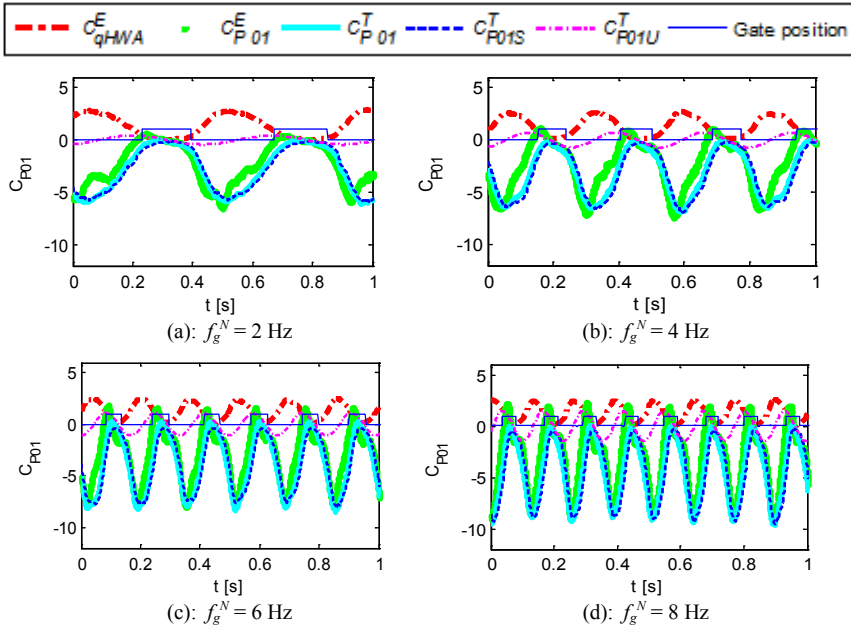 C^E_qHWA C^E_P 01 C^T_P 01 C^T_P01S C^T_P01U Gate position
5
0
-5
-10
C_P01
0 0.2 0.4 0.6 0.8 1
t [s]
(a): f_g^N = 2 Hz
5
0
-5
-10
C_P01
0 0.2 0.4 0.6 0.8 1
t [s]
(b): f_g^N = 4 Hz
5
0
-5
-10
C_P01
0 0.2 0.4 0.6 0.8 1
t [s]
(c): f_g^N = 6 Hz
5
0
-5
-10
C_P01
0 0.2 0.4 0.6 0.8 1
t [s]
(d): f_g^N = 8 Hz